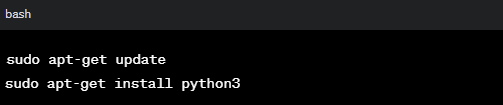 bash
sudo apt-get update
sudo apt-get install python3